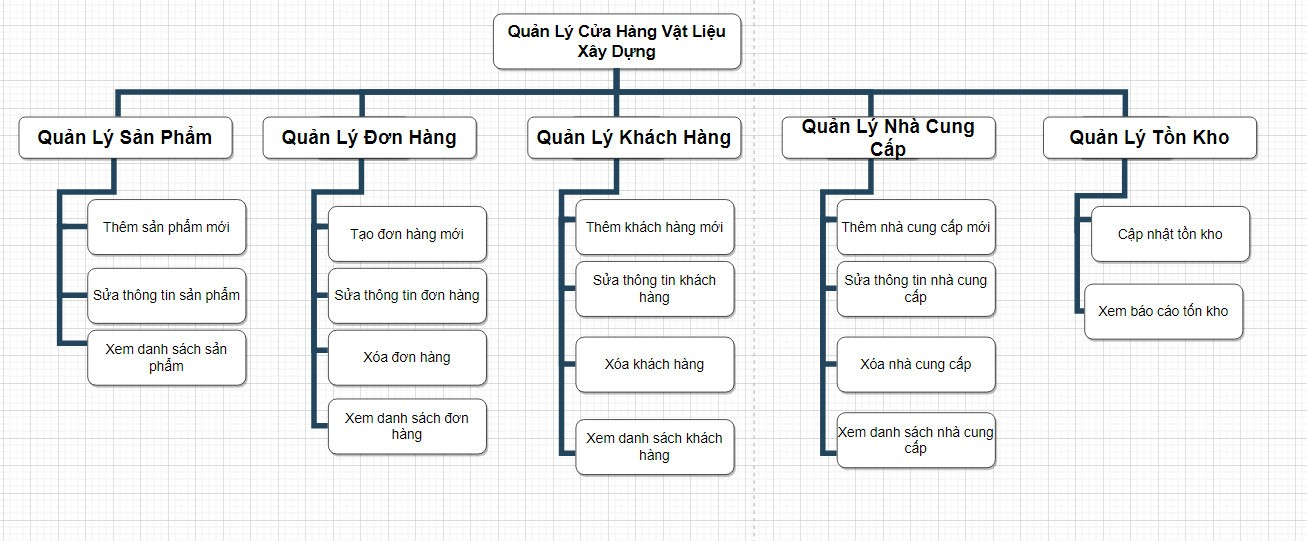 Quản Lý Cửa Hàng Vật Liệu
Xây Dựng
Quản Lý Sản Phẩm
Quản Lý Đơn Hàng
Quản Lý Khách Hàng
Quản Lý Nhà Cung
Cấp
Quản Lý Tồn Kho
Thêm sản phẩm mới
Sửa thông tin sản phẩm
Xem danh sách sản
phẩm
Tạo đơn hàng mới
Sửa thông tin đơn hàng
Xóa đơn hàng
Xem danh sách đơn
hàng
Thêm khách hàng mới
Sửa thông tin khách
hàng
Xóa khách hàng
Xem danh sách khách
hàng
Thêm nhà cung cấp mới
Sửa thông tin nhà cung
cấp
Xóa nhà cung cấp
Xem danh sách nhà cung
cấp
Cập nhật tồn kho
Xem báo cáo tốn kho